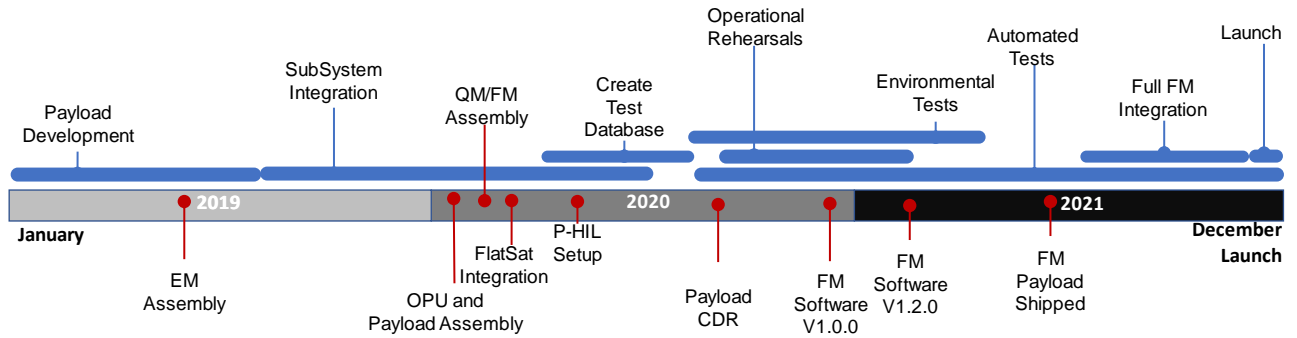 Operational
Rehearsals
Automated
Tests
Launch
SubSystem
Integration
QM/FM
Assembly
Create
Test
Database
Environmental
Tests
Full FM
Integration
Payload
Development
2019
2020
2021
January
December
Launch
EM
Assembly
OPU and
Payload Assembly
FlatSat
Integration
P-HIL
Setup
Payload
CDR
FM
Software
V1.0.0
FM
Software
V1.2.0
FM
Payload
Shipped